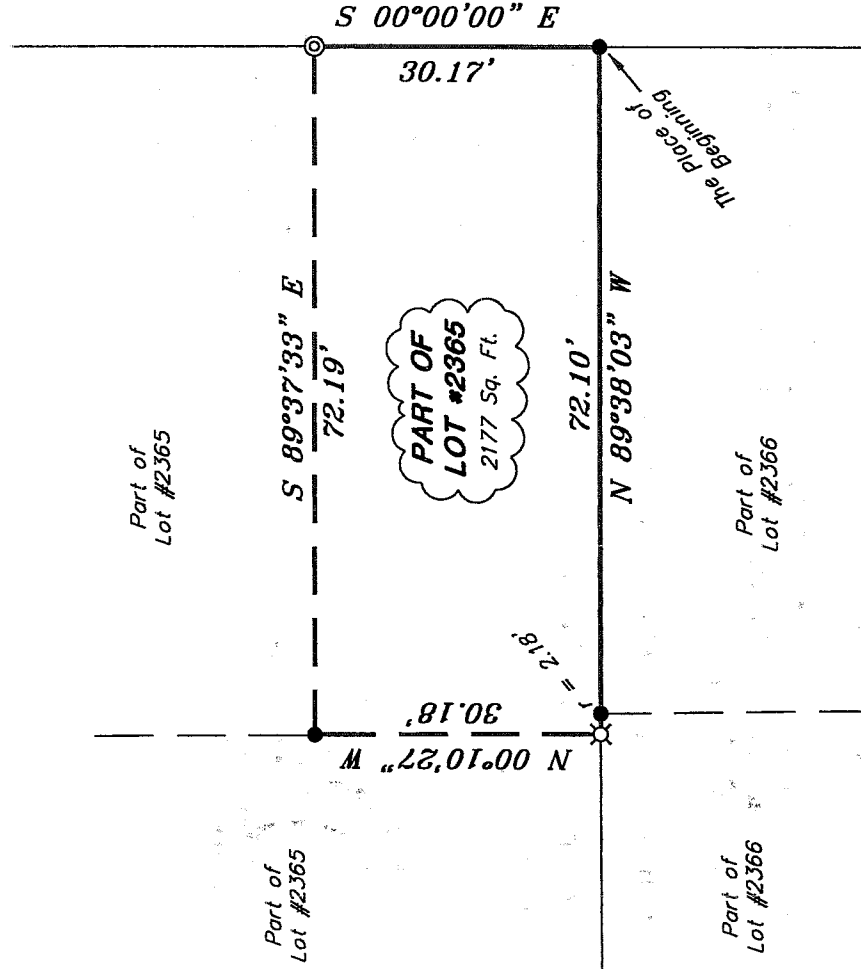 S 00°00'00" E
30.17'
The Place of
Beginning
S 89°37'33" E
72.19'
PART OF
LOT #2365
2177 Sq. Ft.
72.10'
N 89°38'03" W
Part of
Lot #2365
Part of
Lot #2366
r = 2.18'
30.18'
N 00°10'27" W
Part of
Lot #2365
Part of
Lot #2366